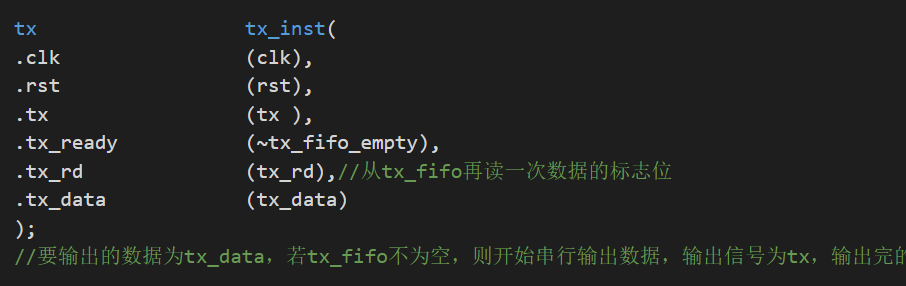 tx tx_inst(
.clk (clk),
.rst (rst),
.tx (tx ),
.tx_ready (~tx_fifo_empty),
.tx_rd (tx_rd),//从tx_fifo再读一次数据的标志位
.tx_data (tx_data)
);
//要输出的数据为tx_data，若tx_fifo不为空，则开始串行输出数据，输出信号为tx，输出完的